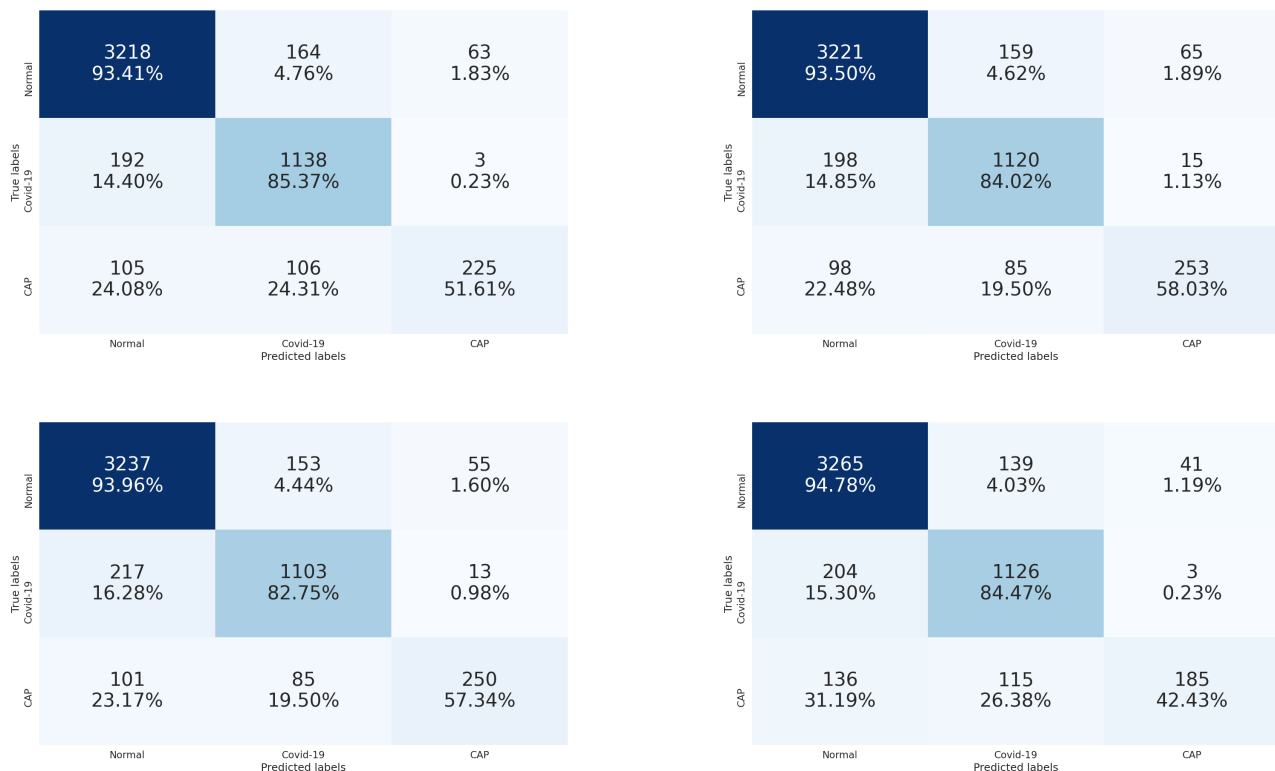 3218 164 63
93.41% 4.76% 1.83%
Normal
192 1138 3
14.40% 85.37% 0.23%
True labels
Covid-19
105 106 225
24.08% 24.31% 51.61%
CAP
Normal Covid-19 CAP
Predicted labels
3221 159 65
93.50% 4.62% 1.89%
Normal
198 1120 15
14.85% 84.02% 1.13%
True labels
Covid-19
98 85 253
22.48% 19.50% 58.03%
CAP
Normal Covid-19 CAP
Predicted labels
3237 153 55
93.96% 4.44% 1.60%
Normal
217 1103 13
16.28% 82.75% 0.98%
True labels
Covid-19
101 85 250
23.17% 19.50% 57.34%
CAP
Normal Covid-19 CAP
Predicted labels
3265 139 41
94.78% 4.03% 1.19%
Normal
204 1126 3
15.30% 84.47% 0.23%
True labels
Covid-19
136 115 185
31.19% 26.38% 42.43%
CAP
Normal Covid-19 CAP
Predicted labels